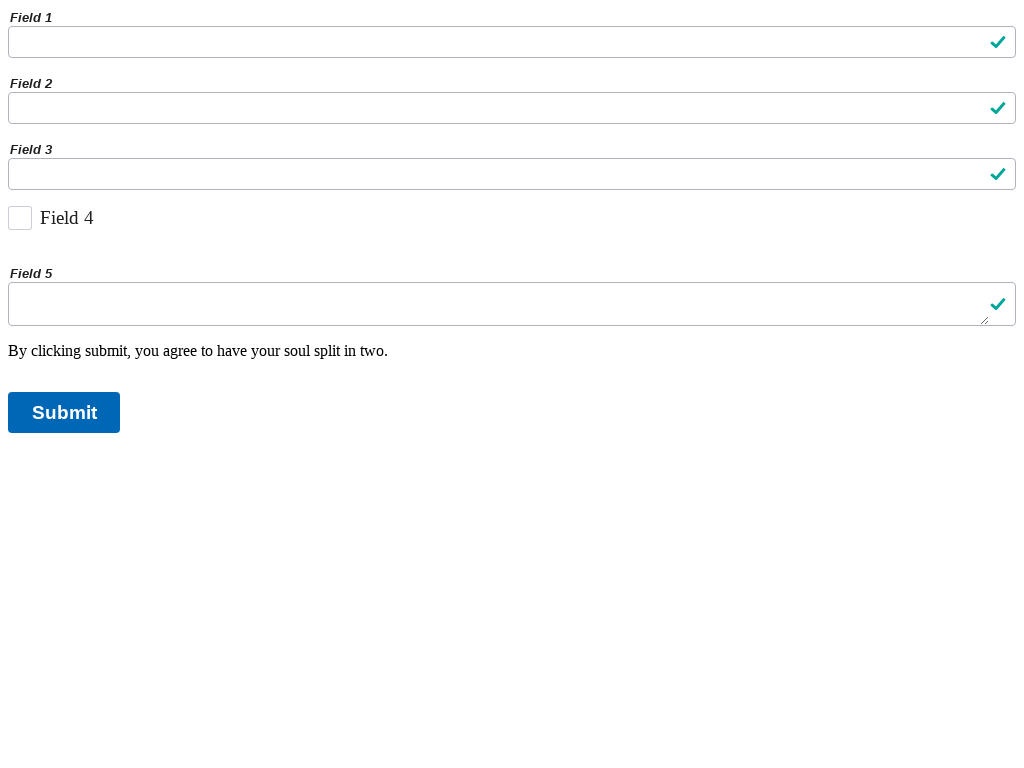 Field 1
Field 2
Field 3
Field 4
Field 5
By clicking submit, you agree to have your soul split in two.
Submit